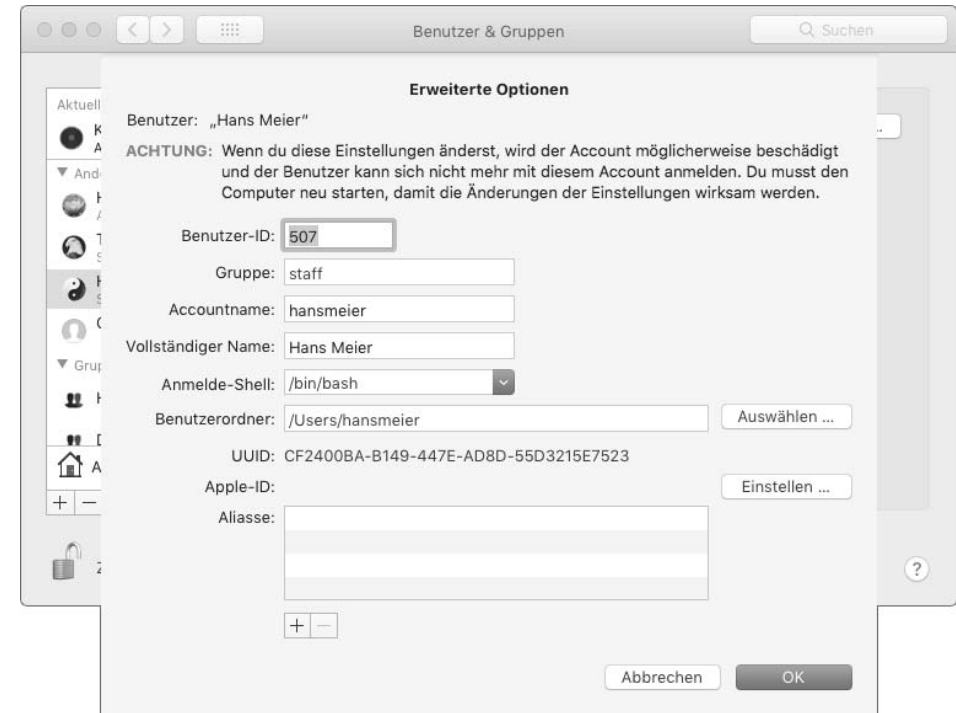 Benutzer & Gruppen
Suchen
Erweiterte Optionen
Aktuell
Benutzer: „Hans Meier“
ACHTUNG: Wenn du diese Einstellungen änderst, wird der Account möglicherweise beschädigt
und der Benutzer kann sich nicht mehr mit diesem Account anmelden. Du musst den
Computer neu starten, damit die Änderungen der Einstellungen wirksam werden.
Benutzer-ID: 507
Gruppe: staff
Accountname: hansmeier
Vollständiger Name: Hans Meier
Anmelde-Shell: /bin/bash
Benutzerordner: /Users/hansmeier
Auswählen ...
UUID: CF2400BA-B149-447E-AD8D-55D3215E7523
Apple-ID:
Einstellen ...
Aliasse:
+ −
?
+ −
Abbrechen
OK